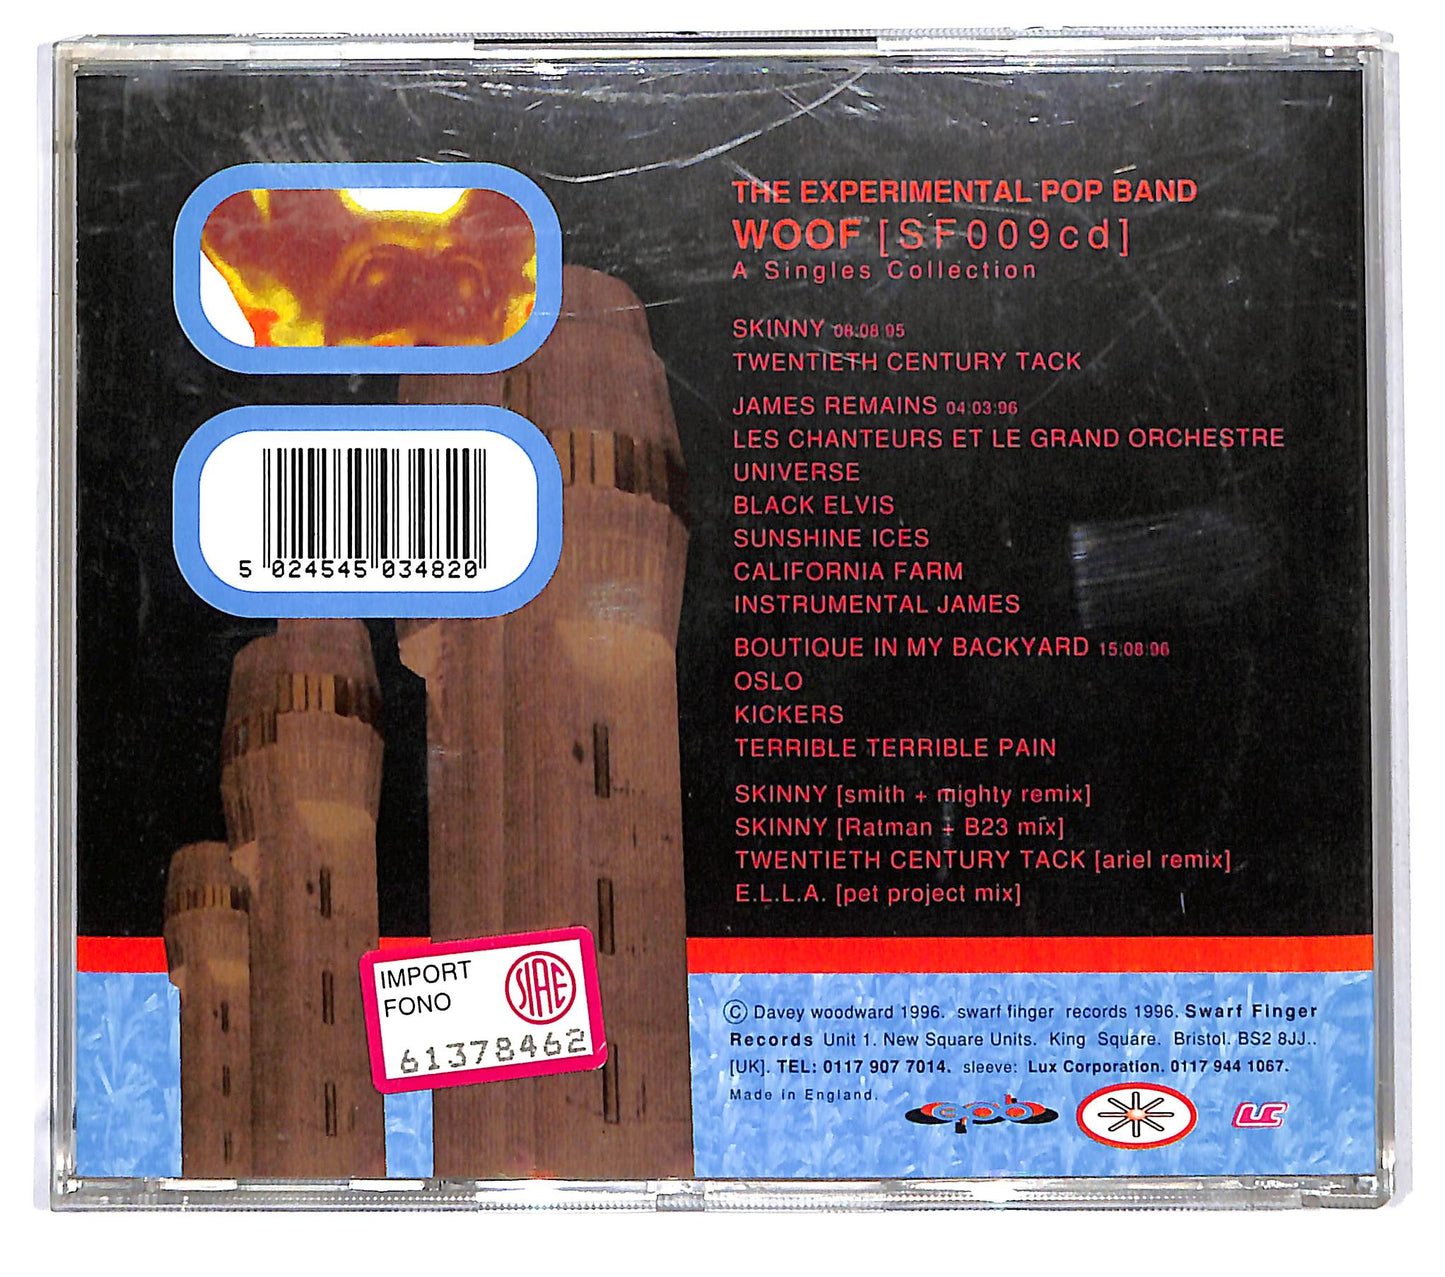 THE EXPERIMENTAL POP BAND
WOOF [SF009cd]
A Singles Collection
SKINNY 08:08:95
TWENTIETH CENTURY TACK
JAMES REMAINS 04:03:96
LES CHANTEURS ET LE GRAND ORCHESTRE
UNIVERSE
BLACK ELVIS
SUNSHINE ICES
CALIFORNIA FARM
INSTRUMENTAL JAMES
BOUTIQUE IN MY BACKYARD 15:08:96
OSLO
KICKERS
TERRIBLE TERRIBLE PAIN
SKINNY [smith + mighty remix]
SKINNY [Ratman + B23 mix]
TWENTIETH CENTURY TACK [ariel remix]
E.L.L.A. [pet project mix]
5 024545 034820
IMPORT
FONO
SIAE
61378462
© Davey woodward 1996. swarf finger records 1996. Swarf Finger
Records Unit 1. New Square Units. King Square. Bristol. BS2 8JJ..
[UK]. TEL: 0117 907 7014. sleeve: Lux Corporation. 0117 944 1067.
Made in England.
epb
LC